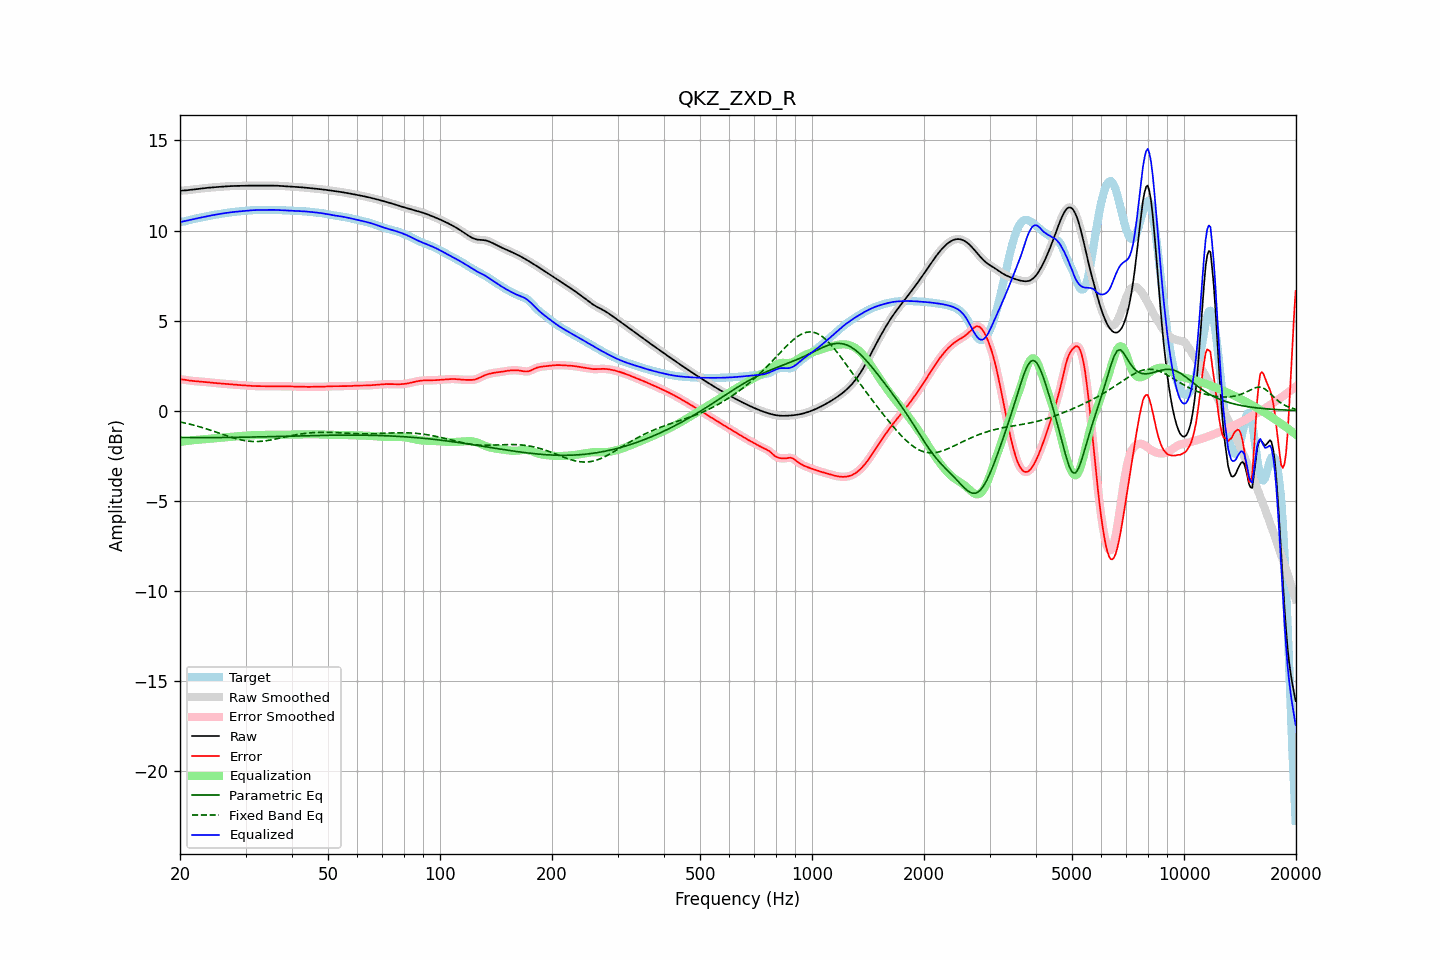 QKZ_ZXD_R
Amplitude (dBr)
15
10
5
0
−5
−10
−15
−20
Target
Raw Smoothed
Error Smoothed
Raw
Error
Equalization
Parametric Eq
Fixed Band Eq
Equalized
20
50
100
200
500
1000
2000
5000
10000
20000
Frequency (Hz)